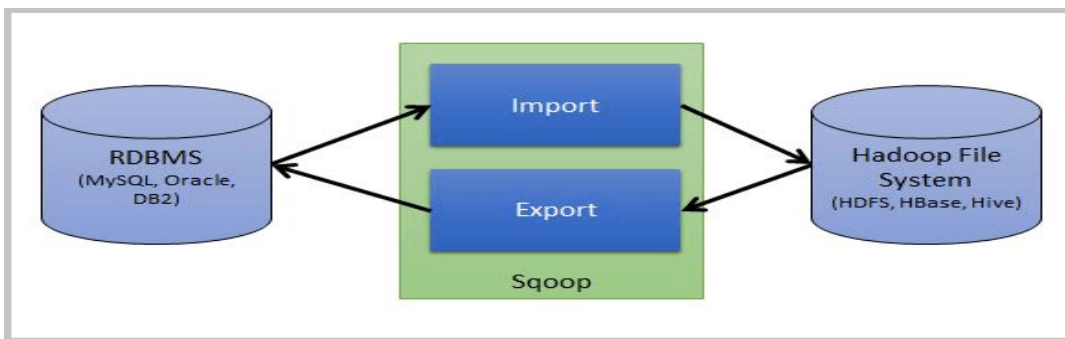 RDBMS
(MySQL, Oracle,
DB2)
Import
Export
Sqoop
Hadoop File
System
(HDFS, HBase, Hive)